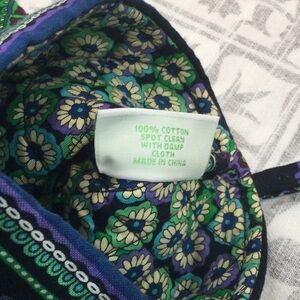 100% COTTON
SPOT CLEAN
WITH DAMP
CLOTH
MADE IN CHINA